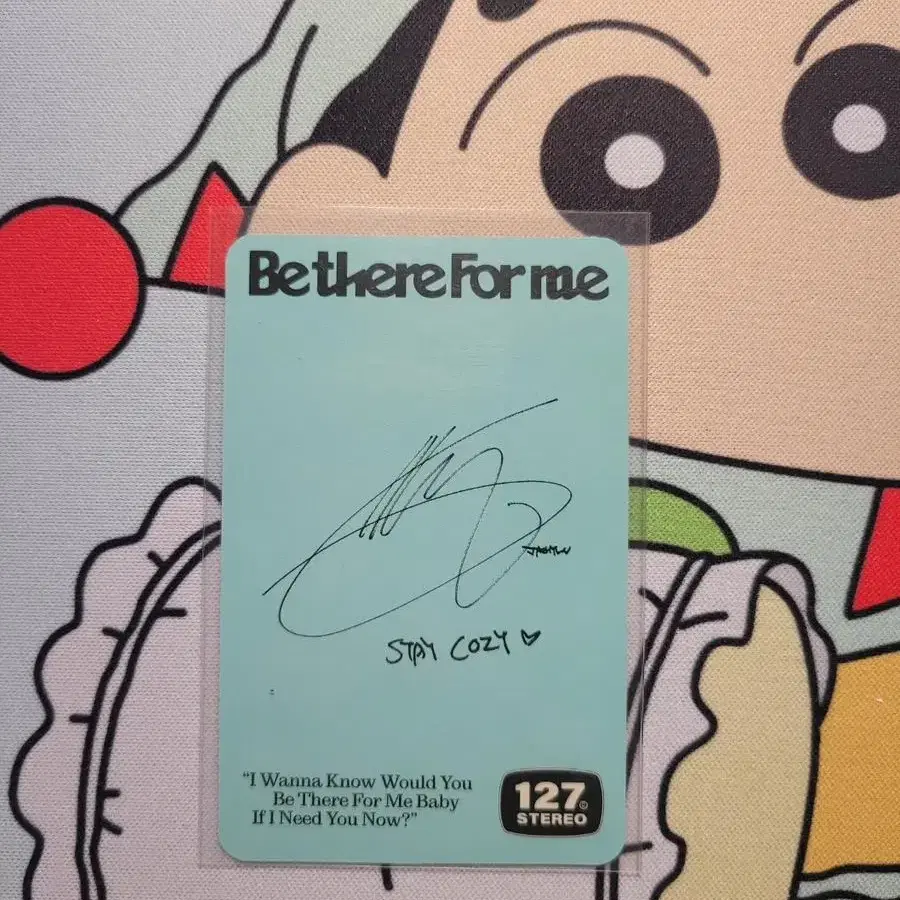 Be there For me
STAY COZY ♡
“I Wanna Know Would You
Be There For Me Baby
If I Need You Now?”
127©
STEREO